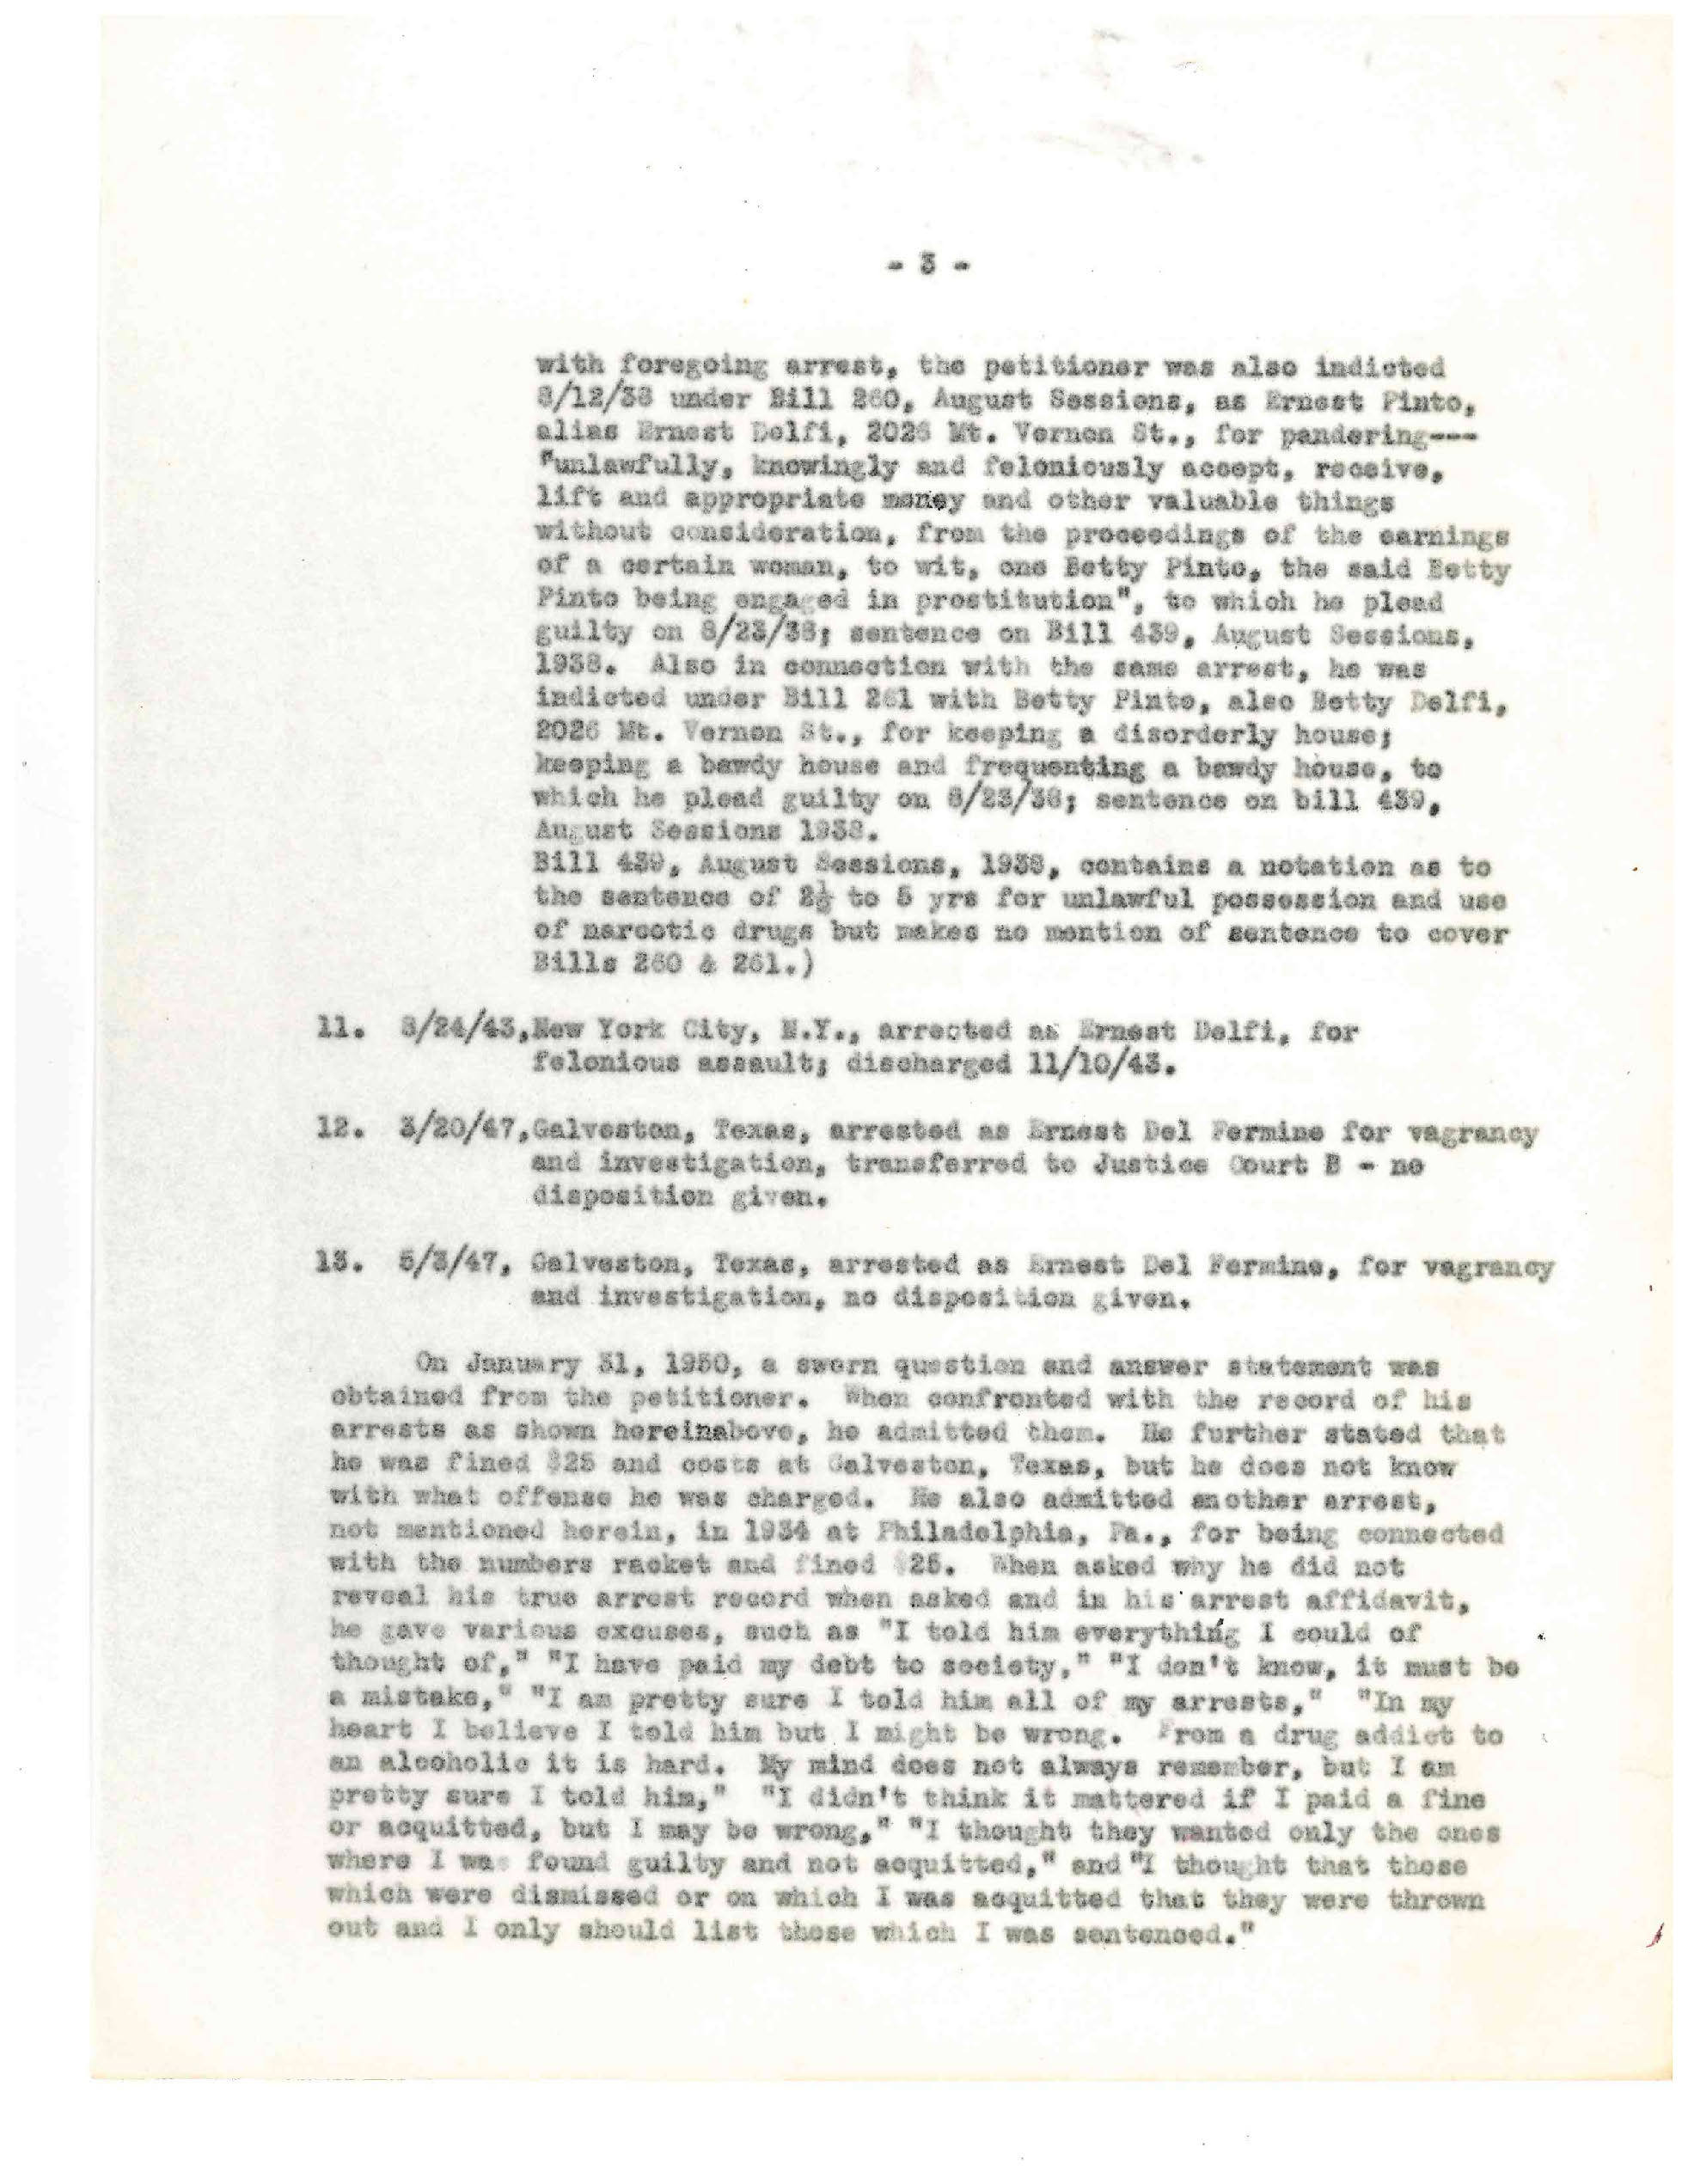 - 3 -
with foregoing arrest, the petitioner was also indicted
8/12/38 under Bill 260, August Sessions, as Ernest Pinto,
alias Ernest Delfi, 2026 Mt. Vernon St., for pandering---
"unlawfully, knowingly and feloniously accept, receive,
lift and appropriate money and other valuable things
without consideration, from the proceedings of the earnings
of a certain woman, to wit, one Betty Pinto, the said Betty
Pinto being engaged in prostitution", to which he plead
guilty on 8/23/38; sentence on Bill 439, August Sessions,
1938. Also in connection with the same arrest, he was
indicted under Bill 261 with Betty Pinto, also Betty Delfi,
2026 Mt. Vernon St., for keeping a disorderly house;
keeping a bawdy house and frequenting a bawdy house, to
which he plead guilty on 8/23/38; sentence on bill 439,
August Sessions 1938.
Bill 439, August Sessions, 1938, contains a notation as to
the sentence of 2½ to 5 yrs for unlawful possession and use
of narcotic drugs but makes no mention of sentence to cover
Bills 260 & 261.)
11. 8/24/43, New York City, N.Y., arrected as Ernest Delfi, for
felonious assault; discharged 11/10/43.
12. 3/20/47, Galveston, Texas, arrested as Ernest Del Fermine for vagrancy
and investigation, transferred to Justice Court B - no
disposition given.
13. 5/3/47, Galveston, Texas, arrested as Ernest Del Fermine, for vagrancy
and investigation, no disposition given.
On January 31, 1950, a sworn question and answer statement was
obtained from the petitioner. When confronted with the record of his
arrests as shown hereinabove, he admitted them. He further stated that
he was fined $25 and costs at Galveston, Texas, but he does not know
with what offense he was charged. He also admitted another arrest,
not mentioned herein, in 1934 at Philadelphia, Pa., for being connected
with the numbers racket and fined $25. When asked why he did not
reveal his true arrest record when asked and in his arrest affidavit,
he gave various excuses, such as "I told him everything I could of
thought of," "I have paid my debt to society," "I don't know, it must be
a mistake," "I am pretty sure I told him all of my arrests," "In my
heart I believe I told him but I might be wrong. From a drug addict to
an alcoholic it is hard. My mind does not always remember, but I am
pretty sure I told him," "I didn't think it mattered if I paid a fine
or acquitted, but I may be wrong," "I thought they wanted only the ones
where I was found guilty and not acquitted," and "I thought that those
which were dismissed or on which I was acquitted that they were thrown
out and I only should list those which I was sentenced."